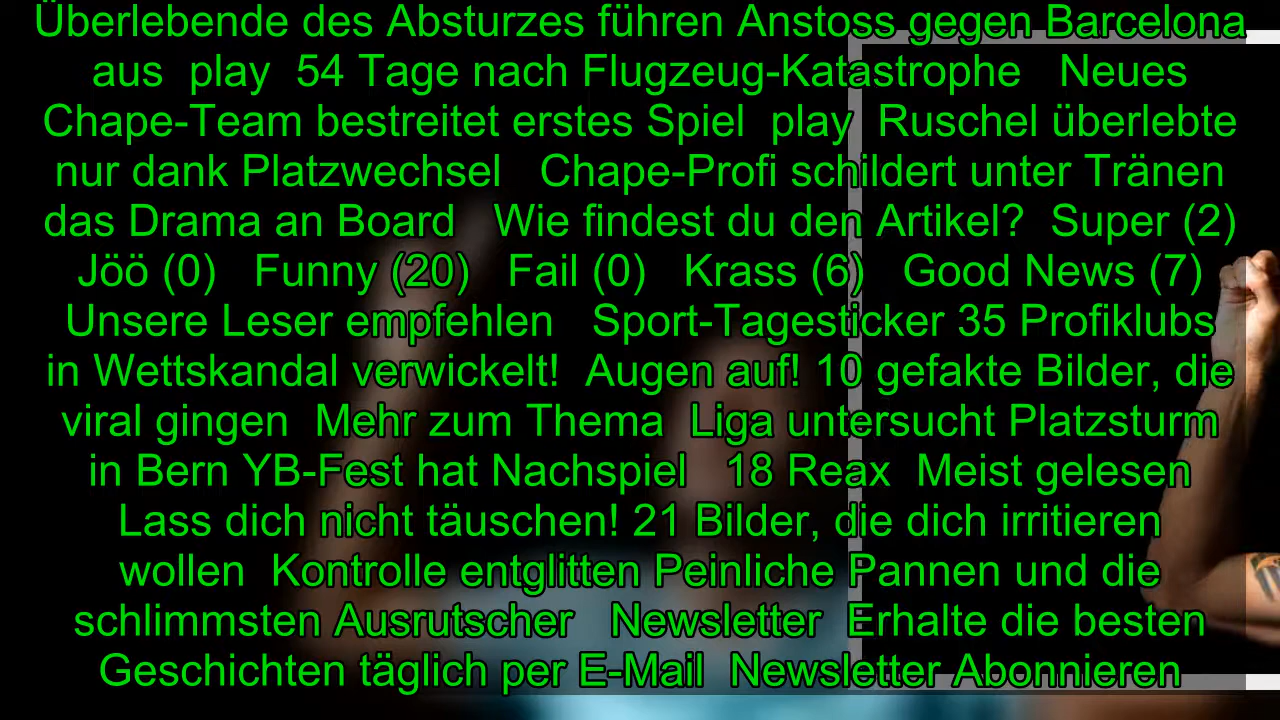 Überlebende des Absturzes führen Anstoss gegen Barcelona
aus play 54 Tage nach Flugzeug-Katastrophe Neues
Chape-Team bestreitet erstes Spiel play Ruschel überlebte
nur dank Platzwechsel Chape-Profi schildert unter Tränen
das Drama an Board Wie findest du den Artikel? Super (2)
Jöö (0) Funny (20) Fail (0) Krass (6) Good News (7)
Unsere Leser empfehlen Sport-Tagesticker 35 Profiklubs
in Wettskandal verwickelt! Augen auf! 10 gefakte Bilder, die
viral gingen Mehr zum Thema Liga untersucht Platzsturm
in Bern YB-Fest hat Nachspiel 18 Reax Meist gelesen
Lass dich nicht täuschen! 21 Bilder, die dich irritieren
wollen Kontrolle entglitten Peinliche Pannen und die
schlimmsten Ausrutscher Newsletter Erhalte die besten
Geschichten täglich per E-Mail Newsletter Abonnieren